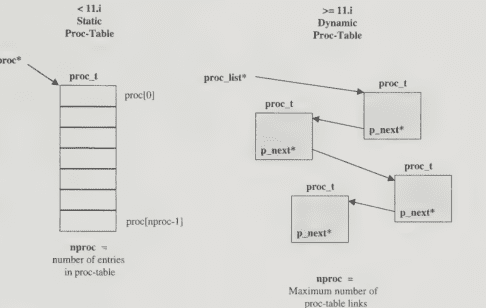 < 11.i
Static
Proc-Table
proc*
proc_t
proc[0]
proc[nproc-1]
nproc =
number of entries
in proc-table
>= 11.i
Dynamic
Proc-Table
proc_list*
proc_t
p_next*
proc_t
p_next*
proc_t
p_next*
proc_t
p_next*
nproc =
Maximum number of
proc-table links